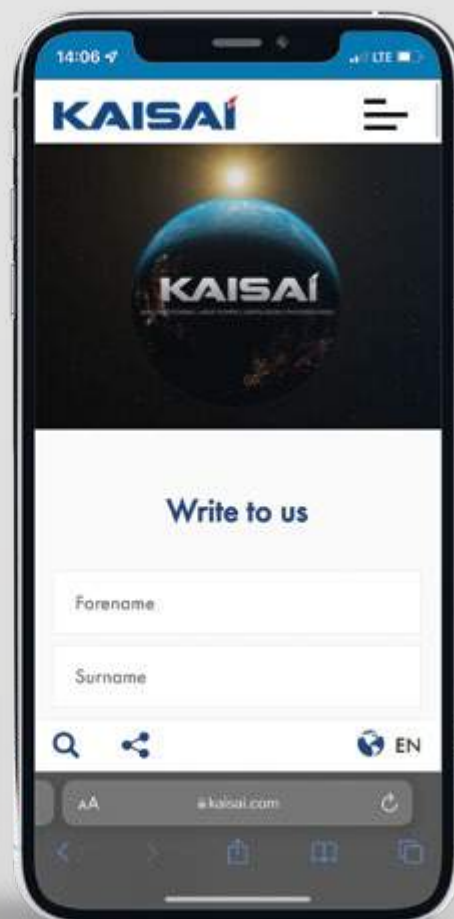 14:06
LTE
KAISAI
KAISAI
Write to us
Forename
Surname
EN
AA
kaisai.com